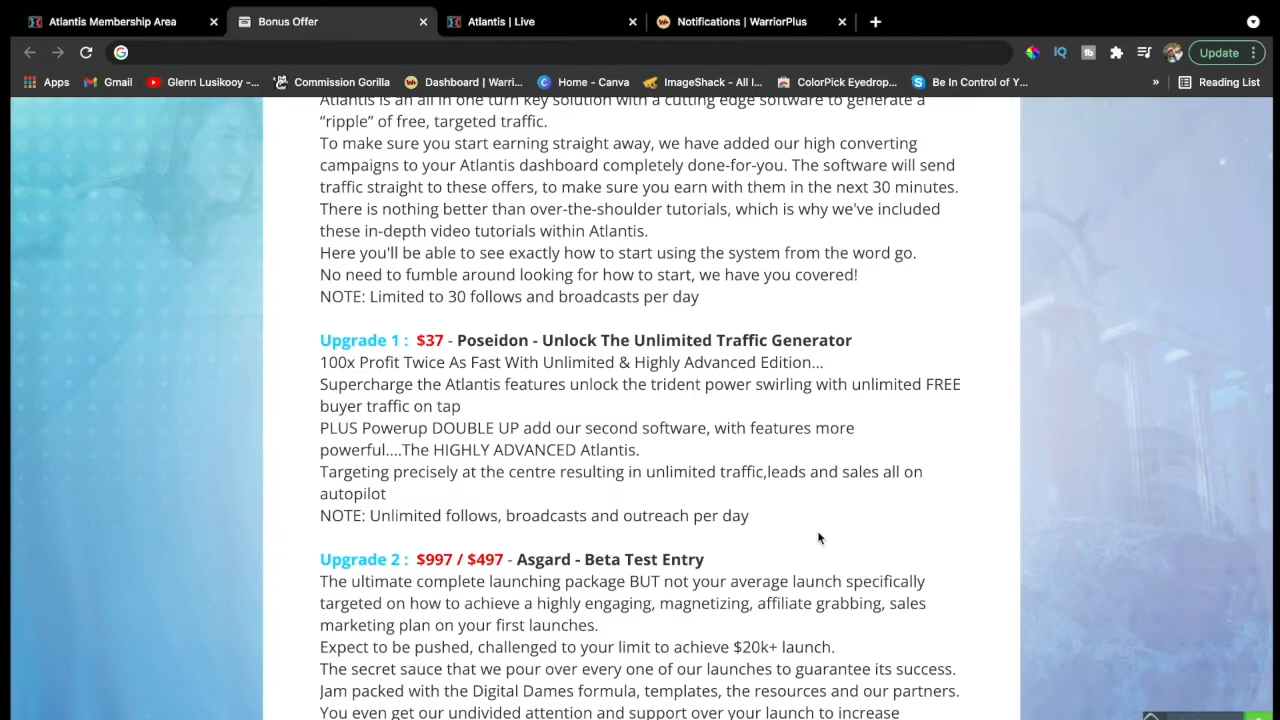 Atlantis Membership Area
Bonus Offer
Atlantis | Live
Notifications | WarriorPlus
Update
Apps
Gmail
Glenn Lusikooy -...
Commission Gorilla
Dashboard | Warri...
Home - Canva
ImageShack - All I...
ColorPick Eyedrop...
Be In Control of Y...
»
Reading List
Atlantis is an all in one turn key solution with a cutting edge software to generate a
“ripple” of free, targeted traffic.
To make sure you start earning straight away, we have added our high converting
campaigns to your Atlantis dashboard completely done-for-you. The software will send
traffic straight to these offers, to make sure you earn with them in the next 30 minutes.
There is nothing better than over-the-shoulder tutorials, which is why we've included
these in-depth video tutorials within Atlantis.
Here you'll be able to see exactly how to start using the system from the word go.
No need to fumble around looking for how to start, we have you covered!
NOTE: Limited to 30 follows and broadcasts per day
Upgrade 1 : $37 - Poseidon - Unlock The Unlimited Traffic Generator
100x Profit Twice As Fast With Unlimited & Highly Advanced Edition...
Supercharge the Atlantis features unlock the trident power swirling with unlimited FREE
buyer traffic on tap
PLUS Powerup DOUBLE UP add our second software, with features more
powerful....The HIGHLY ADVANCED Atlantis.
Targeting precisely at the centre resulting in unlimited traffic,leads and sales all on
autopilot
NOTE: Unlimited follows, broadcasts and outreach per day
Upgrade 2 : $997 / $497 - Asgard - Beta Test Entry
The ultimate complete launching package BUT not your average launch specifically
targeted on how to achieve a highly engaging, magnetizing, affiliate grabbing, sales
marketing plan on your first launches.
Expect to be pushed, challenged to your limit to achieve $20k+ launch.
The secret sauce that we pour over every one of our launches to guarantee its success.
Jam packed with the Digital Dames formula, templates, the resources and our partners.
You even get our undivided attention and support over your launch to increase